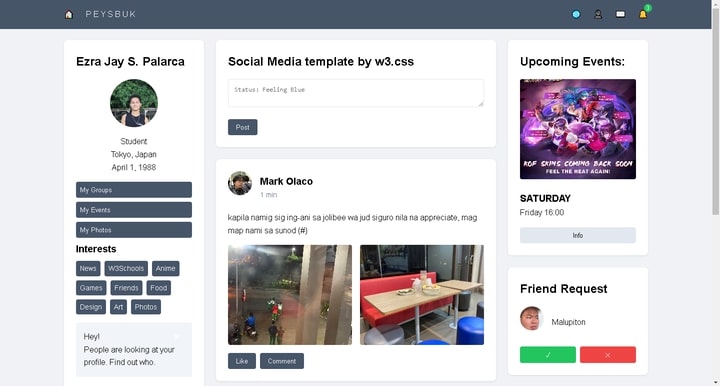 PEYSBUK
3
Ezra Jay S. Palarca
Student
Tokyo, Japan
April 1, 1988
My Groups
My Events
My Photos
Interests
News W3Schools Anime
Games Friends Food
Design Art Photos
Hey!
People are looking at your
profile. Find out who.
Social Media template by w3.css
Status: Feeling Blue
Post
Mark Olaco
1 min
kapila namig sig ing-ani sa jolibee wa jud siguro nila na appreciate, mag
map nami sa sunod (#)
Like Comment
Upcoming Events:
KOF SKINS COMING BACK SOON
FEEL THE HEAT AGAIN!
SATURDAY
Friday 16:00
Info
Friend Request
Malupiton
✓ ✕